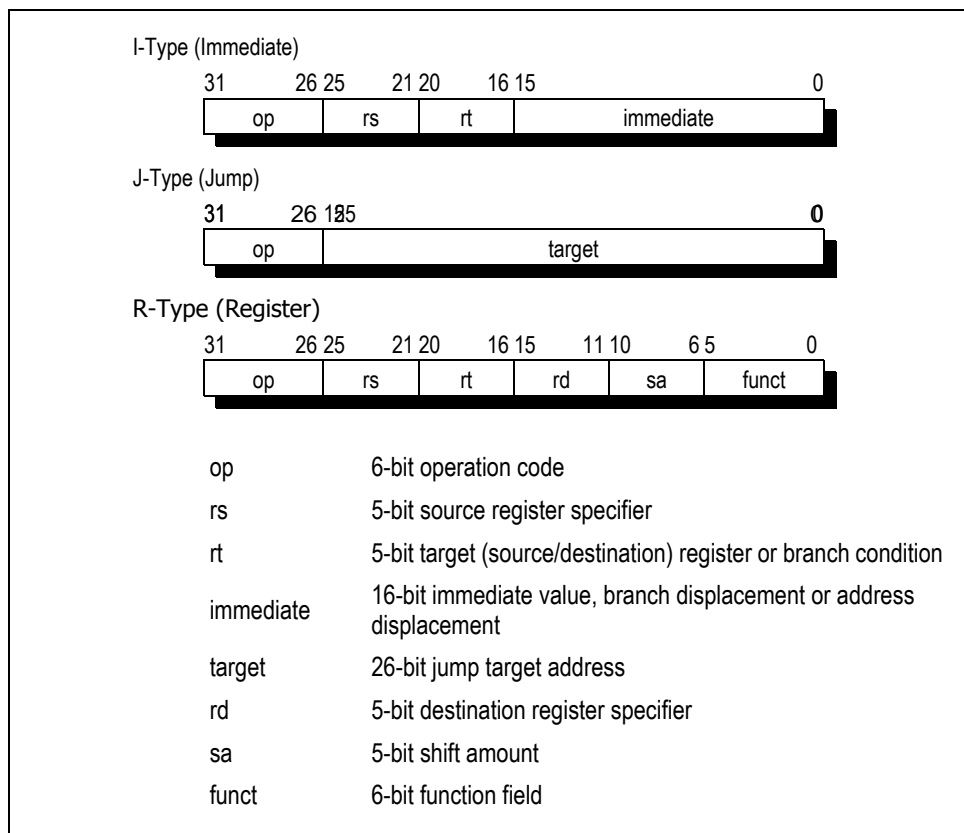 I-Type (Immediate)
31 26 25 21 20 16 15 0
op rs rt immediate
J-Type (Jump)
31 26 0
op target
R-Type (Register)
31 26 25 21 20 16 15 11 10 6 5 0
op rs rt rd sa funct
op 6-bit operation code
rs 5-bit source register specifier
rt 5-bit target (source/destination) register or branch condition
immediate 16-bit immediate value, branch displacement or address
displacement
target 26-bit jump target address
rd 5-bit destination register specifier
sa 5-bit shift amount
funct 6-bit function field